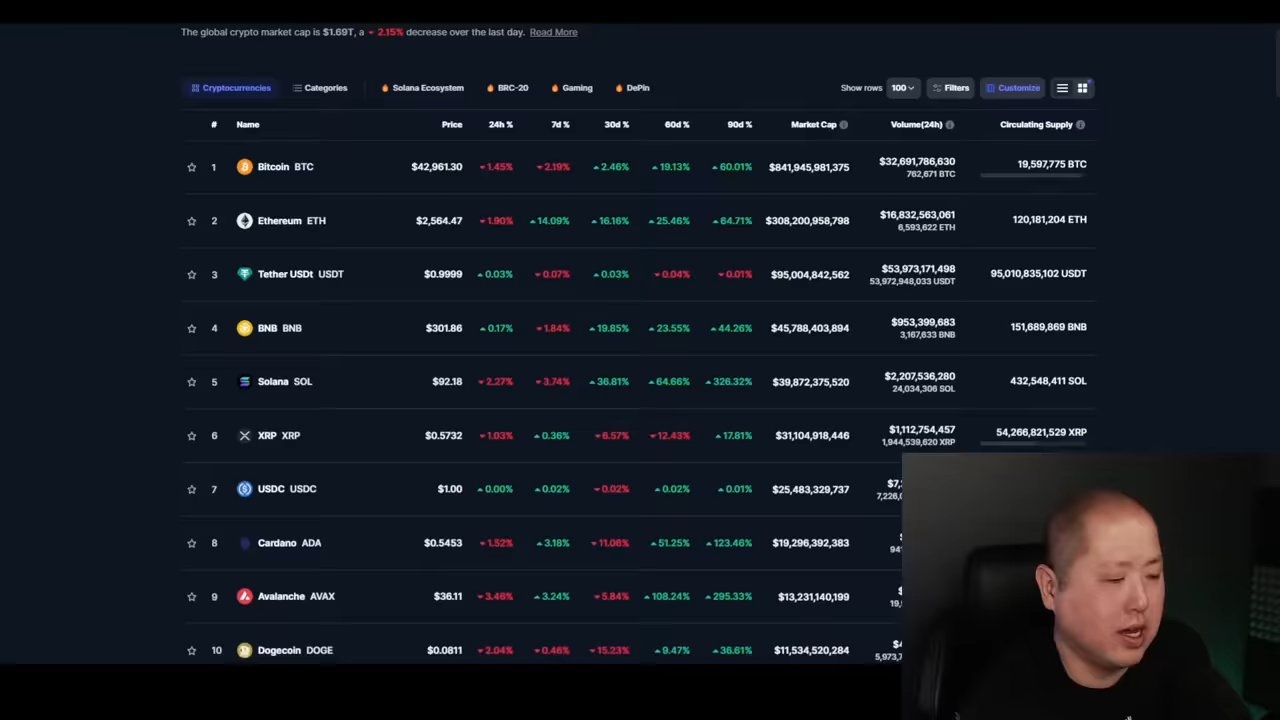 The global crypto market cap is $1.69T, a 2.15% decrease over the last day. Read More
Cryptocurrencies Categories Solana Ecosystem BRC-20 Gaming DePin Show rows 100 Filters Customize
# Name Price 24h % 7d % 30d % 60d % 90d % Market Cap Volume(24h) Circulating Supply
1 Bitcoin BTC $42,961.30 1.45% 2.19% 2.46% 19.13% 60.01% $841,945,981,375 $32,691,786,630 19,597,775 BTC
762,671 BTC
2 Ethereum ETH $2,564.47 1.90% 14.09% 16.16% 25.46% 64.71% $308,200,958,798 $16,832,563,061 120,181,204 ETH
6,593,622 ETH
3 Tether USDt USDT $0.9999 0.03% 0.07% 0.03% 0.04% 0.01% $95,004,842,562 $53,973,171,498 95,010,835,102 USDT
53,972,948,033 USDT
4 BNB BNB $301.86 0.17% 1.84% 19.85% 23.55% 44.26% $45,788,403,894 $953,399,683 151,689,869 BNB
3,167,633 BNB
5 Solana SOL $92.18 2.27% 3.74% 36.81% 64.66% 326.32% $39,872,375,520 $2,207,536,280 432,548,411 SOL
24,034,306 SOL
6 XRP XRP $0.5732 1.03% 0.36% 6.57% 12.43% 17.81% $31,104,918,446 $1,112,754,457 54,266,821,529 XRP
1,944,539,620 XRP
7 USDC USDC $1.00 0.00% 0.02% 0.02% 0.02% 0.01% $25,483,329,737
8 Cardano ADA $0.5453 1.52% 3.18% 11.06% 51.25% 123.46% $19,296,392,383
9 Avalanche AVAX $36.11 3.46% 3.24% 5.84% 108.24% 295.33% $13,231,140,199
10 Dogecoin DOGE $0.0811 2.04% 0.46% 15.23% 9.47% 36.61% $11,534,520,284